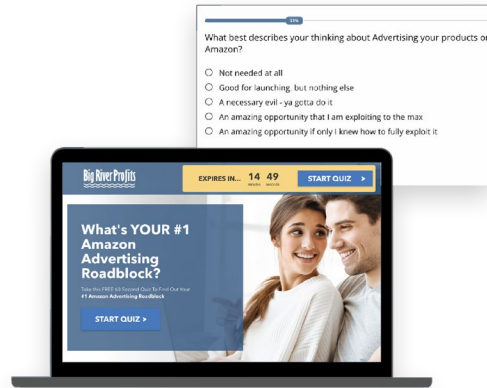 What best describes your thinking about Advertising your products on
Amazon?
Not needed at all
Good for launching, but nothing else
A necessary evil - ya gotta do it
An amazing opportunity that I am exploiting to the max
An amazing opportunity if only I knew how to fully exploit it
Big River Profits
EXPIRES IN... 14 49
START QUIZ >
What's YOUR #1
Amazon
Advertising
Roadblock?
Take this FREE 60 Second Quiz To Find Out Your
#1 Amazon Advertising Roadblock
START QUIZ >